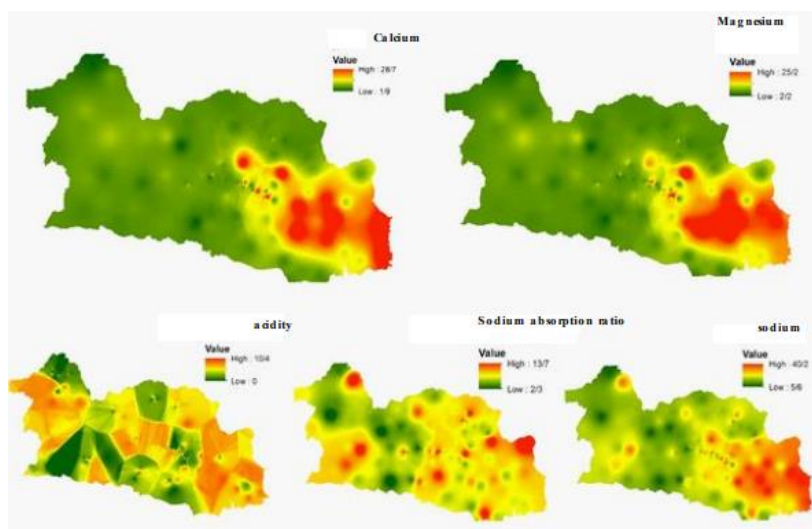 Calcium
Value
High : 28/7
Low : 1/9
Magnesium
Value
High : 25/2
Low : 2/2
acidity
Value
High : 10/4
Low : 0
Sodium absorption ratio
Value
High : 13/7
Low : 2/3
sodium
Value
High : 40/2
Low : 5/6